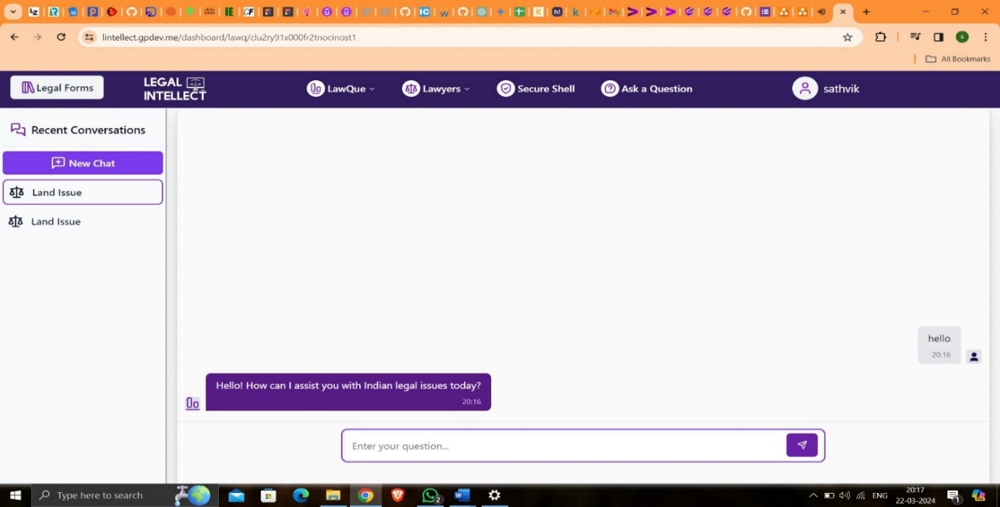 lintellect.gpdev.me/dashboard/lawq/clu2ry91x000fr2tnocinost1
All Bookmarks
Legal Forms
LEGAL
INTELLECT
LawQue
Lawyers
Secure Shell
Ask a Question
sathvik
Recent Conversations
New Chat
Land Issue
Land Issue
hello
20:16
Hello! How can I assist you with Indian legal issues today?
20:16
Enter your question...
Type here to search
ENG
20:17
22-03-2024